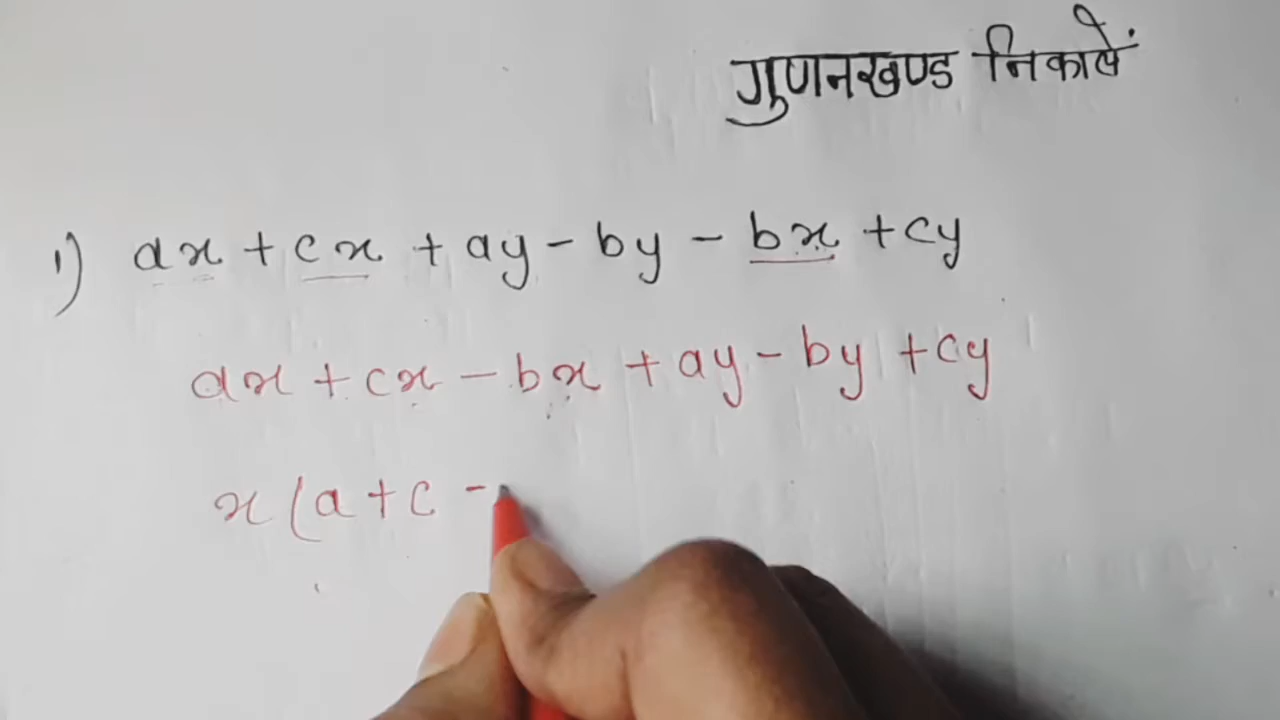 गुणनखण्ड निकालें
1) ax + cx + ay - by - bx + cy
ax + cx - bx + ay - by + cy
x (a + c -